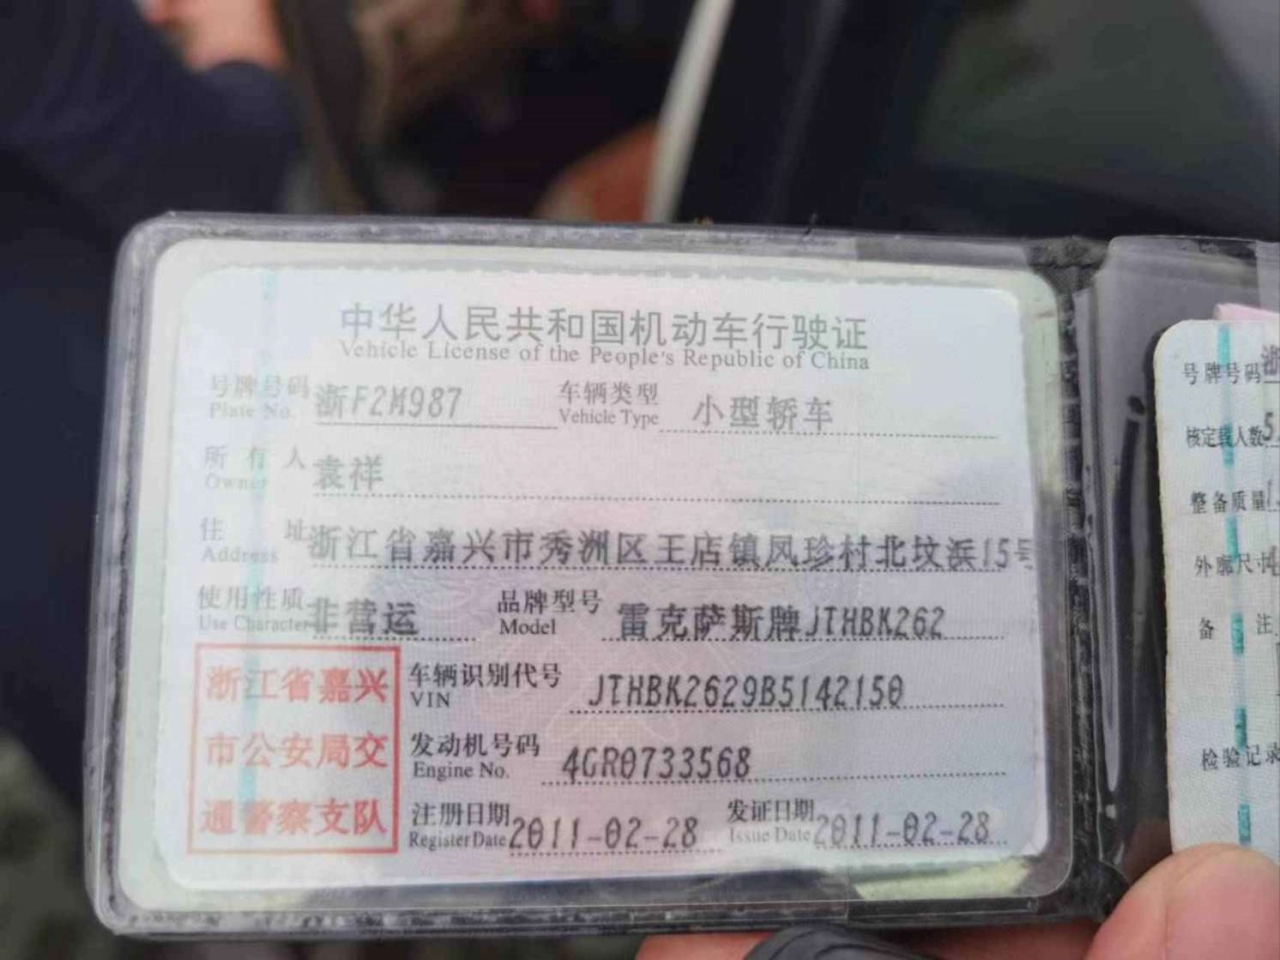 中华人民共和国机动车行驶证
Vehicle License of the People's Republic of China
号牌号码 浙F2M987 车辆类型 小型轿车
Plate No. Vehicle Type
所有人 袁祥
Owner
住址 浙江省嘉兴市秀洲区王店镇凤珍村北坟浜15号
Address
使用性质 非营运 品牌型号 雷克萨斯牌JTHBK262
Use Character Model
浙江省嘉兴
市公安局交
通警察支队
车辆识别代号 JTHBK2629B5142150
VIN
发动机号码 4GR0733568
Engine No.
注册日期 2011-02-28 发证日期 2011-02-28
Register Date Issue Date
号牌号码 浙
核定载人数 5
整备质量
外廓尺寸
备注
检验记录